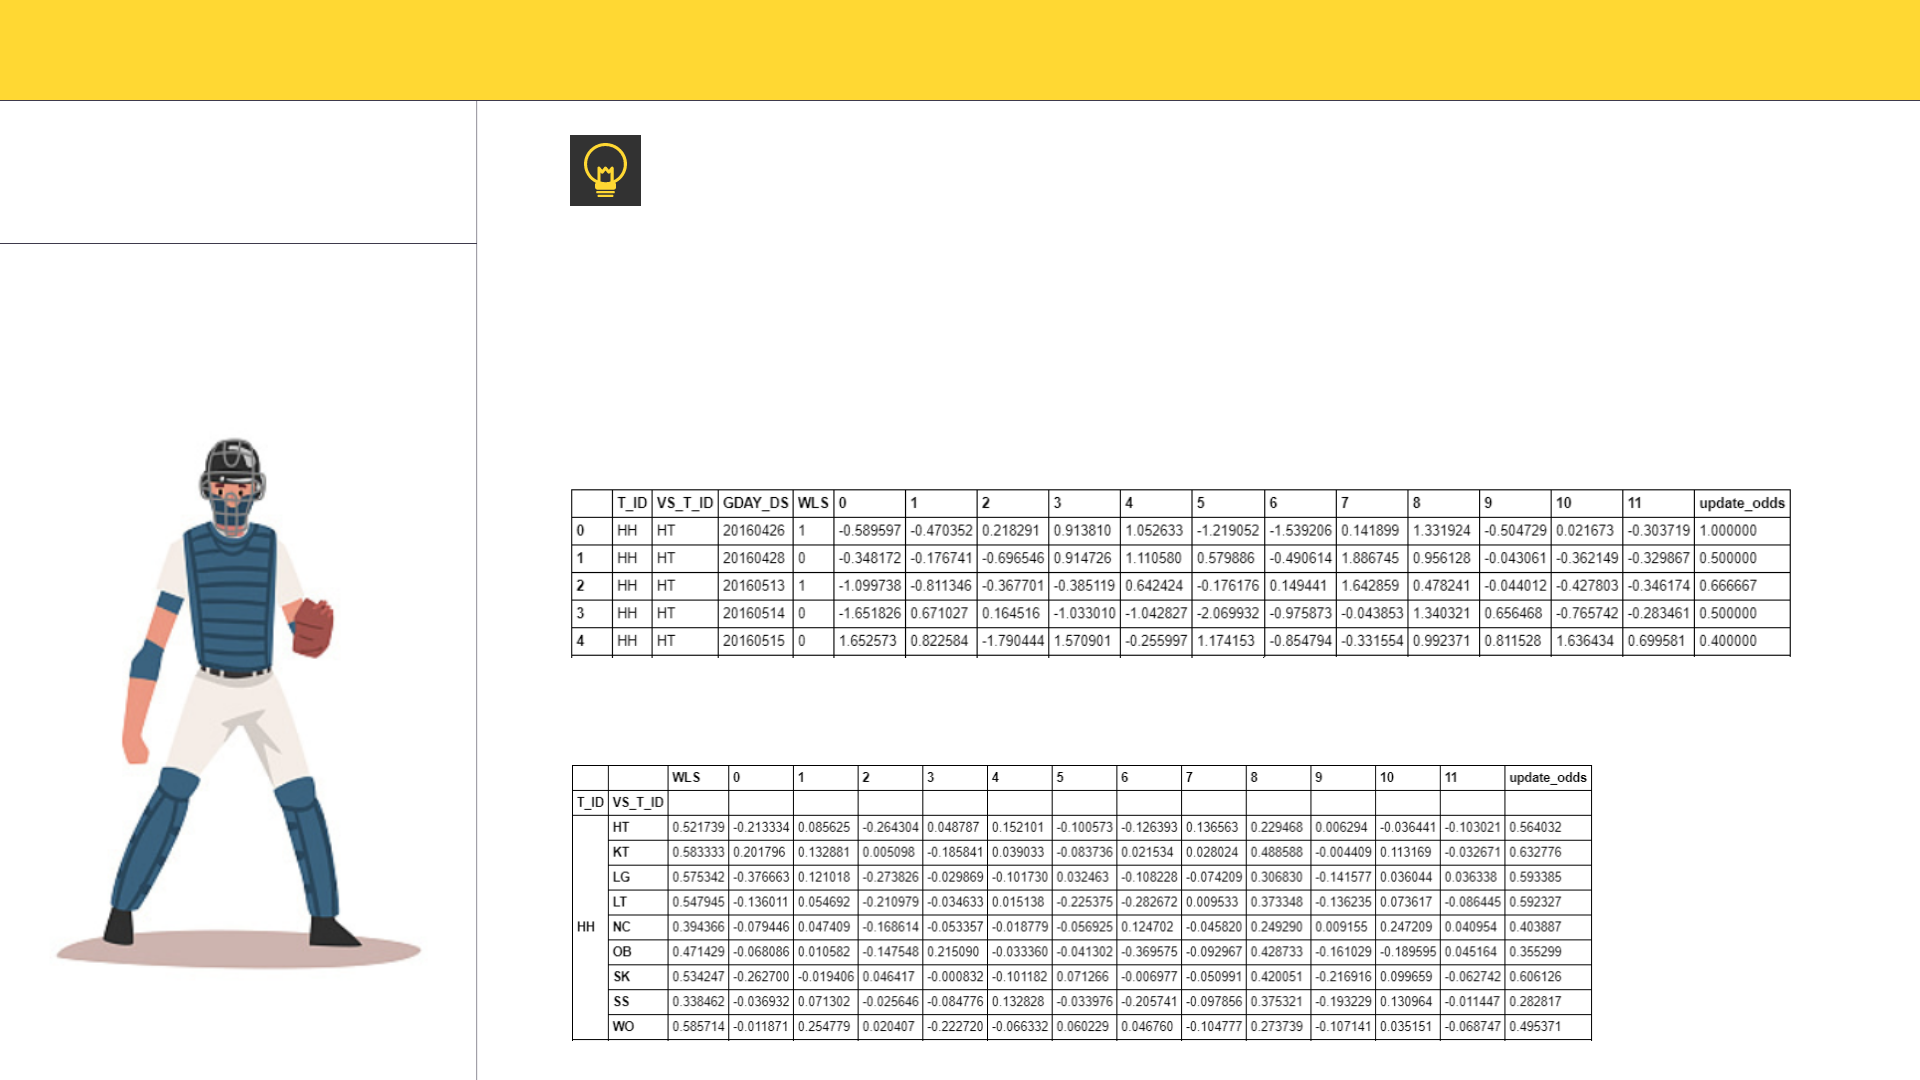 T_ID VS_T_ID GDAY_DS WLS 0 1 2 3 4 5 6 7 8 9 10 11 update_odds
0 HH HT 20160426 1 -0.589597 -0.470352 0.218291 0.913810 1.052633 -1.219052 -1.539206 0.141899 1.331924 -0.504729 0.021673 -0.303719 1.000000
1 HH HT 20160428 0 -0.348172 -0.176741 -0.696546 0.914726 1.110580 0.579886 -0.490614 1.886745 0.956128 -0.043061 -0.362149 -0.329867 0.500000
2 HH HT 20160513 1 -1.099738 -0.811346 -0.367701 -0.385119 0.642424 -0.176176 0.149441 1.642859 0.478241 -0.044012 -0.427803 -0.346174 0.666667
3 HH HT 20160514 0 -1.651826 0.671027 0.164516 -1.033010 -1.042827 -2.069932 -0.975873 -0.043853 1.340321 0.656468 -0.765742 -0.283461 0.500000
4 HH HT 20160515 0 1.652573 0.822584 -1.790444 1.570901 -0.255997 1.174153 -0.854794 -0.331554 0.992371 0.811528 1.636434 0.699581 0.400000
WLS 0 1 2 3 4 5 6 7 8 9 10 11 update_odds
T_ID VS_T_ID
HT 0.521739 -0.213334 0.085625 -0.264304 0.048787 0.152101 -0.100573 -0.126393 0.136563 0.229468 0.006294 -0.036441 -0.103021 0.564032
KT 0.583333 0.201796 0.132881 0.005098 -0.185841 0.039033 -0.083736 0.021534 0.028024 0.488588 -0.004409 0.113169 -0.032671 0.632776
LG 0.575342 -0.376663 0.121018 -0.273826 -0.029869 -0.101730 0.032463 -0.108228 -0.074209 0.306830 -0.141577 0.036044 0.036338 0.593385
LT 0.547945 -0.136011 0.054692 -0.210979 -0.034633 0.015138 -0.225375 -0.282672 0.009533 0.373348 -0.136235 0.073617 -0.086445 0.592327
HH NC 0.394366 -0.079446 0.047409 -0.168614 -0.053357 -0.018779 -0.056925 0.124702 -0.045820 0.249290 0.009155 0.247209 0.040954 0.403887
OB 0.471429 -0.068086 0.010582 -0.147548 0.215090 -0.033360 -0.041302 -0.369575 -0.092967 0.428733 -0.161029 -0.189595 0.045164 0.355299
SK 0.534247 -0.262700 -0.019406 0.046417 -0.000832 -0.101182 0.071266 -0.006977 -0.050991 0.420051 -0.216916 0.099659 -0.062742 0.606126
SS 0.338462 -0.036932 0.071302 -0.025646 -0.084776 0.132828 -0.033976 -0.205741 -0.097856 0.375321 -0.193229 0.130964 -0.011447 0.282817
WO 0.585714 -0.011871 0.254779 0.020407 -0.222720 -0.066332 0.060229 0.046760 -0.104777 0.273739 -0.107141 0.035151 -0.068747 0.495371